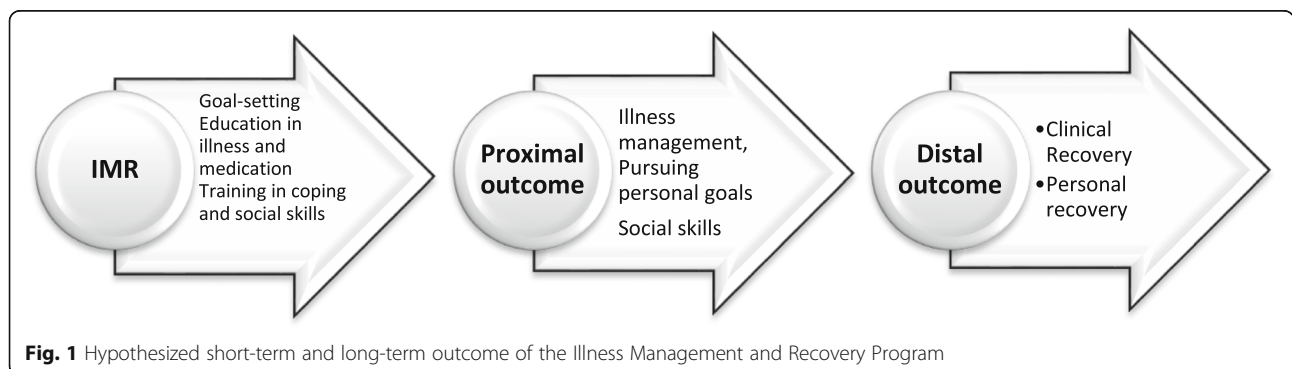 IMR
Goal-setting
Education in
illness and
medication
Training in coping
and social skills
Proximal
outcome
Illness
management,
Pursuing
personal goals
Social skills
Distal
outcome
•Clinical
Recovery
•Personal
recovery
Fig. 1 Hypothesized short-term and long-term outcome of the Illness Management and Recovery Program